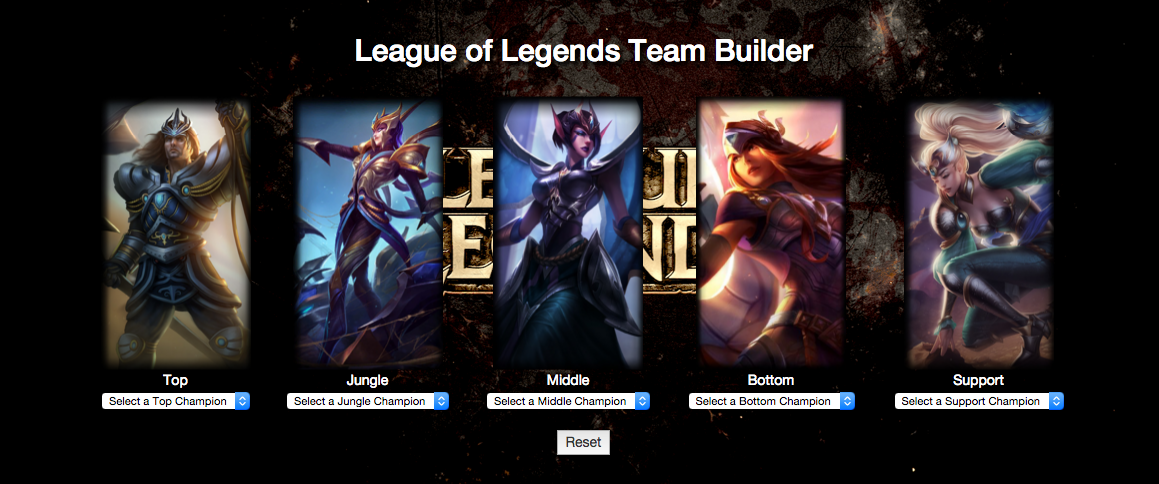 League of Legends Team Builder
Top
Jungle
Middle
Bottom
Support
Select a Top Champion
Select a Jungle Champion
Select a Middle Champion
Select a Bottom Champion
Select a Support Champion
Reset